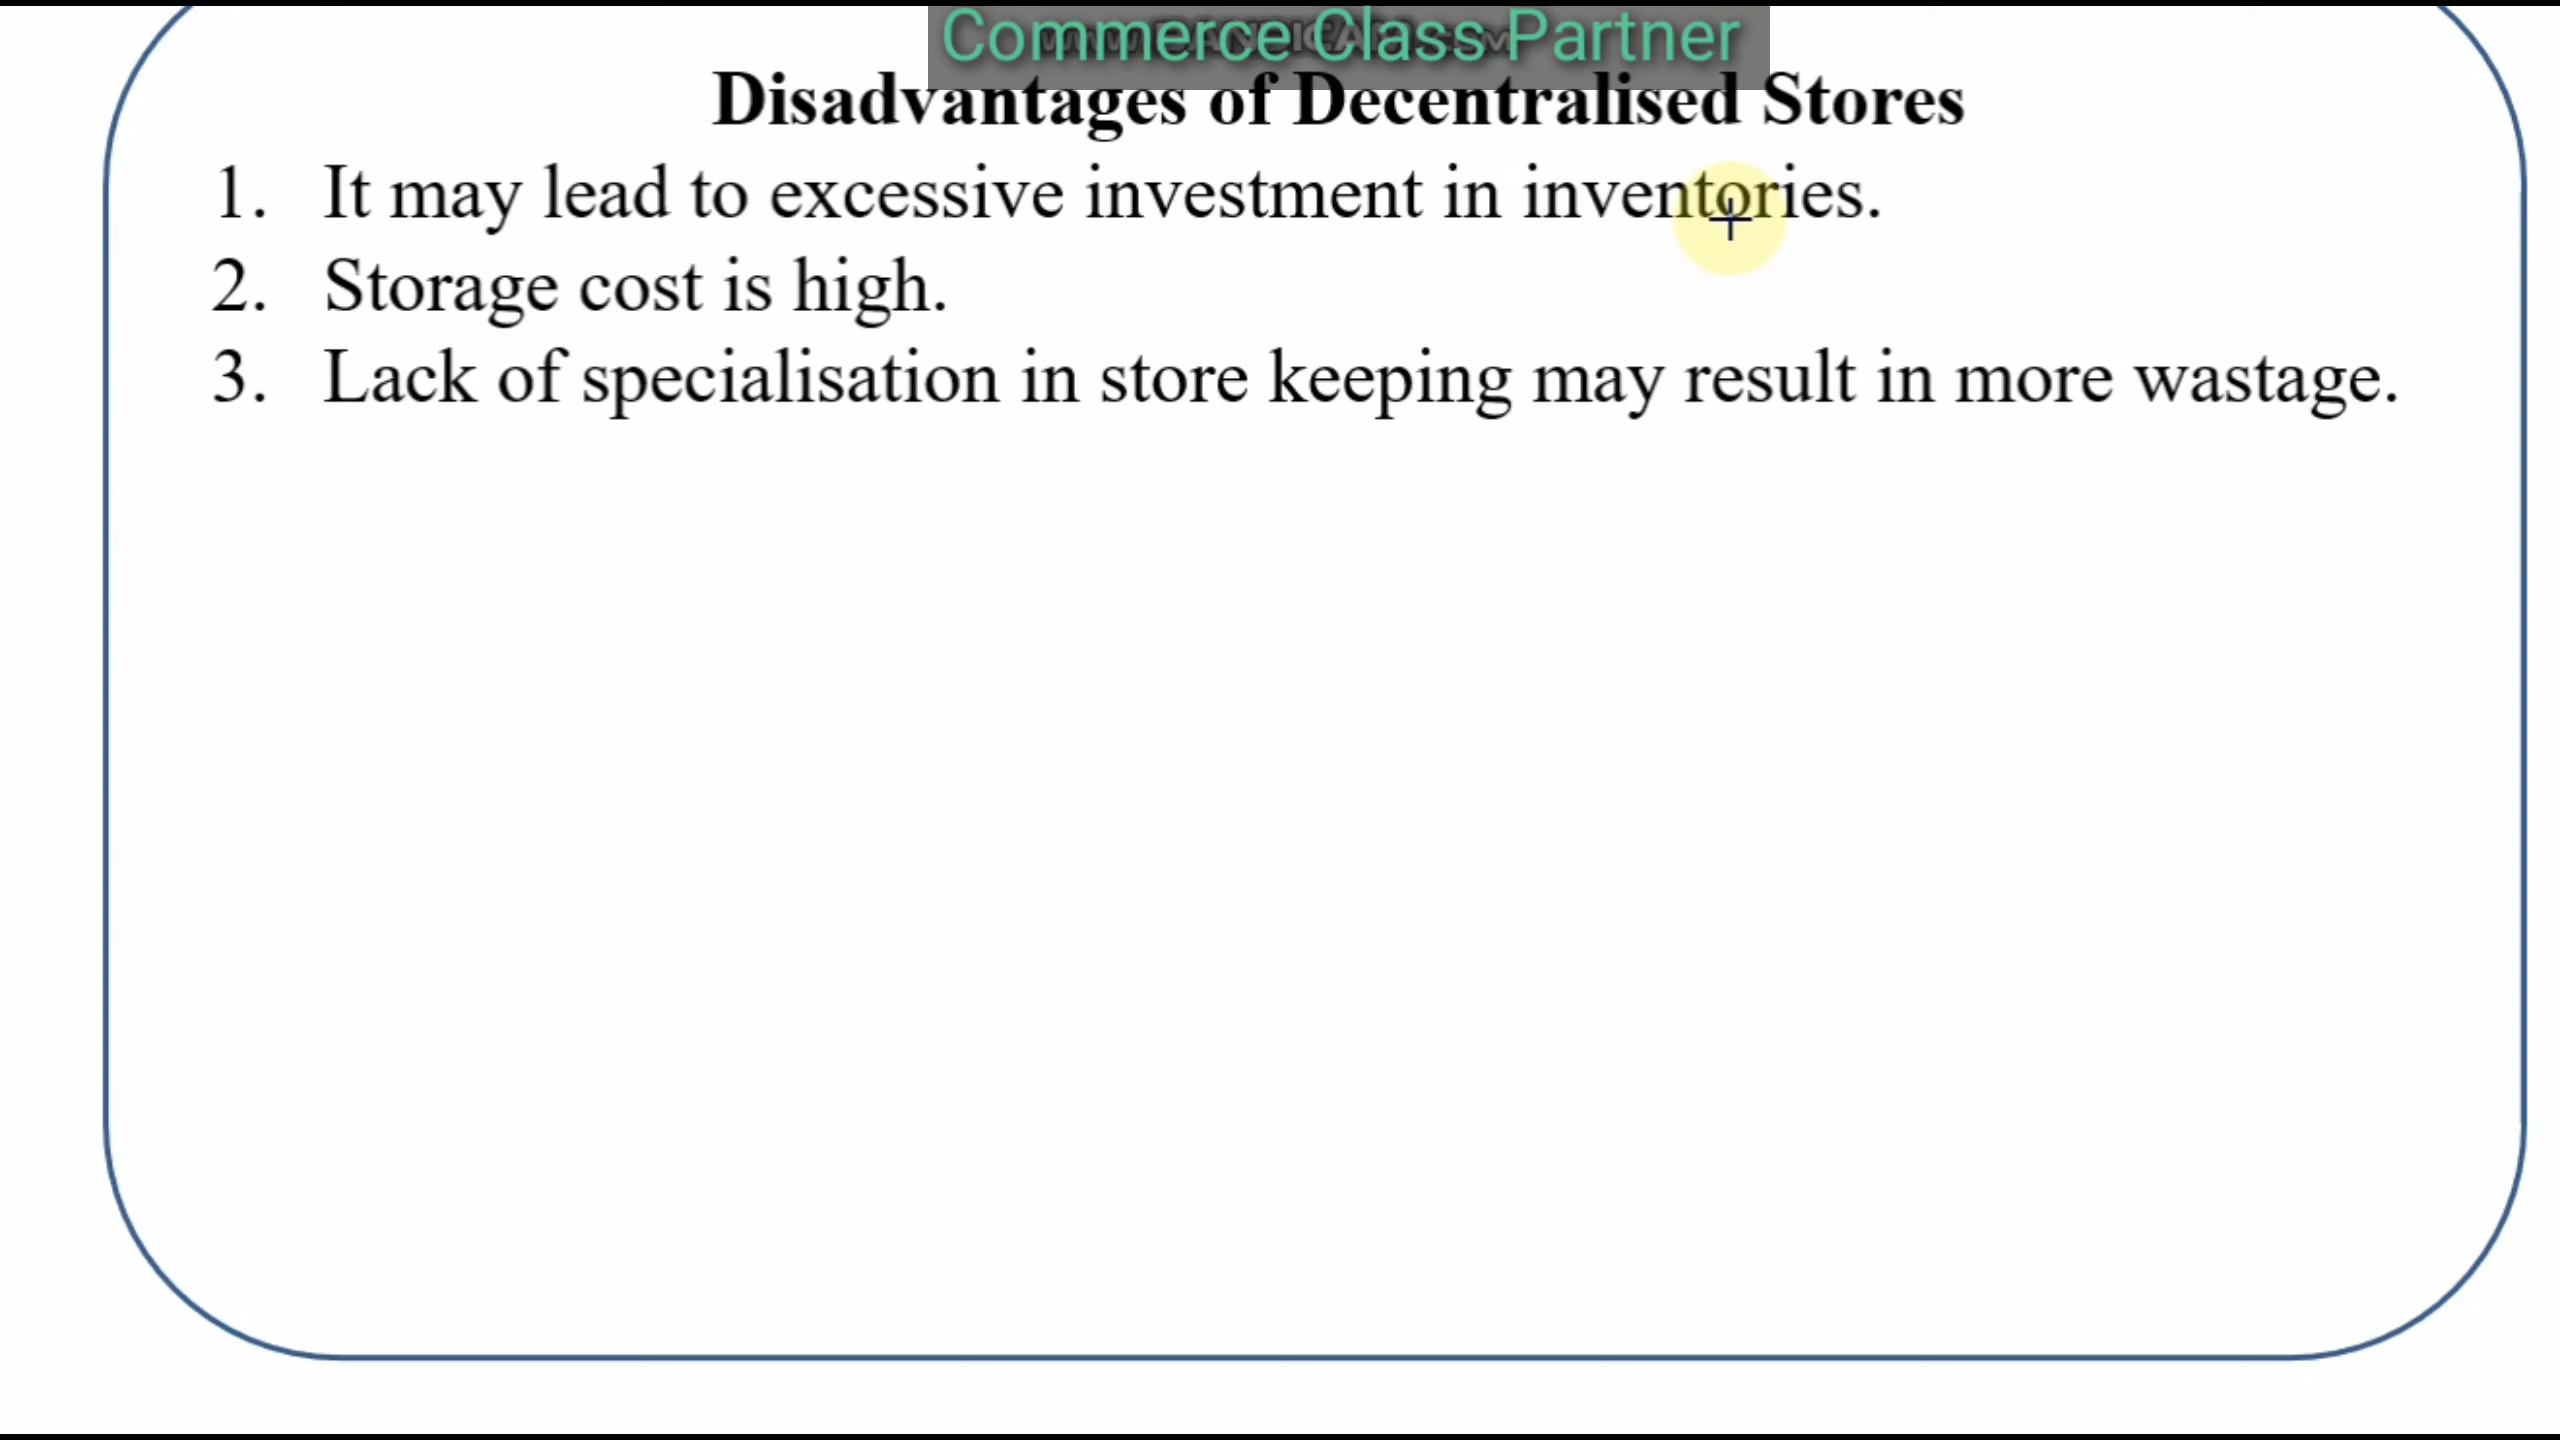 Commerce Class Partner
Disadvantages of Decentralised Stores
1. It may lead to excessive investment in inventories.
2. Storage cost is high.
3. Lack of specialisation in store keeping may result in more wastage.